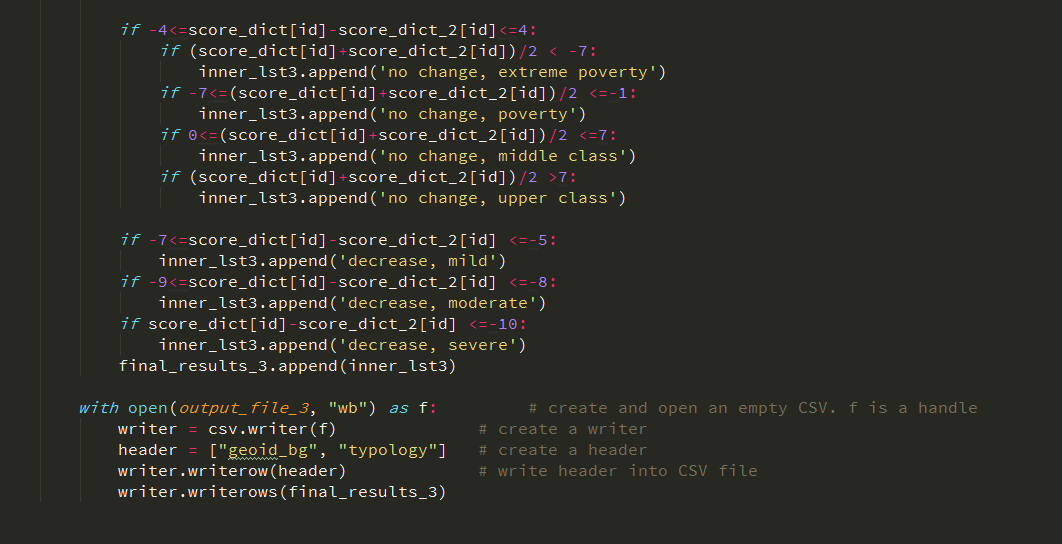 if -4<=score_dict[id]-score_dict_2[id]<=4:
if (score_dict[id]+score_dict_2[id])/2 < -7:
inner_lst3.append('no change, extreme poverty')
if -7<=(score_dict[id]+score_dict_2[id])/2 <=-1:
inner_lst3.append('no change, poverty')
if 0<=(score_dict[id]+score_dict_2[id])/2 <=7:
inner_lst3.append('no change, middle class')
if (score_dict[id]+score_dict_2[id])/2 >7:
inner_lst3.append('no change, upper class')
if -7<=score_dict[id]-score_dict_2[id] <=-5:
inner_lst3.append('decrease, mild')
if -9<=score_dict[id]-score_dict_2[id] <=-8:
inner_lst3.append('decrease, moderate')
if score_dict[id]-score_dict_2[id] <=-10:
inner_lst3.append('decrease, severe')
final_results_3.append(inner_lst3)
with open(output_file_3, "wb") as f: # create and open an empty CSV. f is a handle
writer = csv.writer(f) # create a writer
header = ["geoid_bg", "typology"] # create a header
writer.writerow(header) # write header into CSV file
writer.writerows(final_results_3)